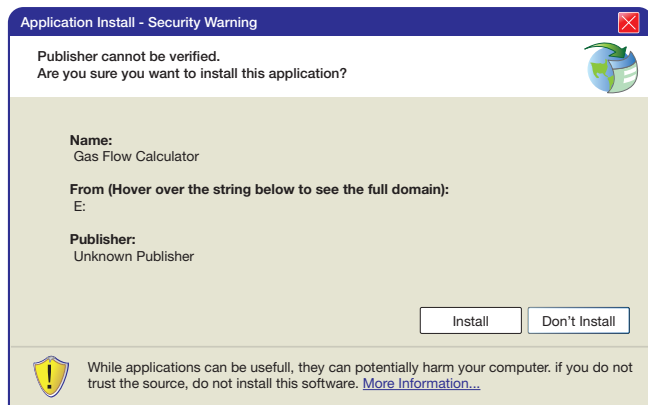 Application Install - Security Warning
Publisher cannot be verified.
Are you sure you want to install this application?
Name:
Gas Flow Calculator
From (Hover over the string below to see the full domain):
E:
Publisher:
Unknown Publisher
Install
Don't Install
While applications can be usefull, they can potentially harm your computer. if you do not
trust the source, do not install this software. More Information...